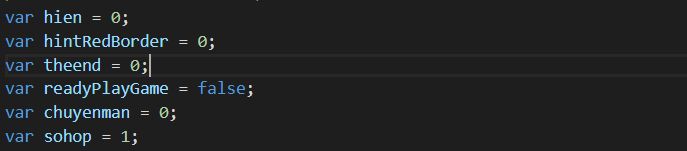 var hien = 0;
var hintRedBorder = 0;
var theend = 0;
var readyPlayGame = false;
var chuyenman = 0;
var sohop = 1;